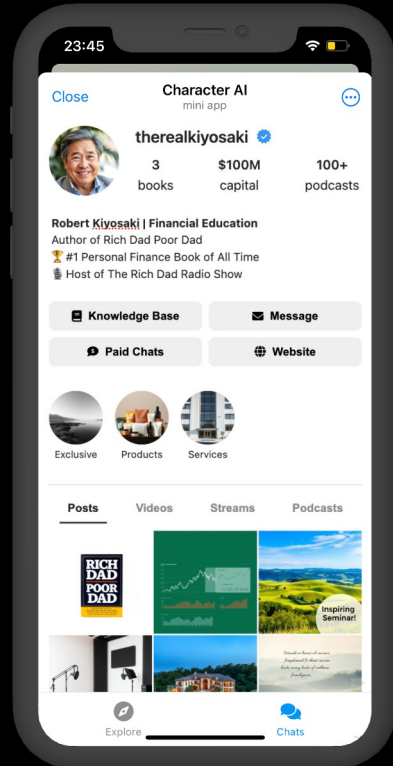 23:45
Close
Character AI
mini app
therealkiyosaki
3
$100M
100+
books
capital
podcasts
Robert Kiyosaki | Financial Education
Author of Rich Dad Poor Dad
🏆 #1 Personal Finance Book of All Time
🎙️ Host of The Rich Dad Radio Show
Knowledge Base
Message
Paid Chats
Website
Exclusive
Products
Services
Posts
Videos
Streams
Podcasts
RICH
DAD
POOR
DAD
Inspiring
Seminar!
Explore
Chats